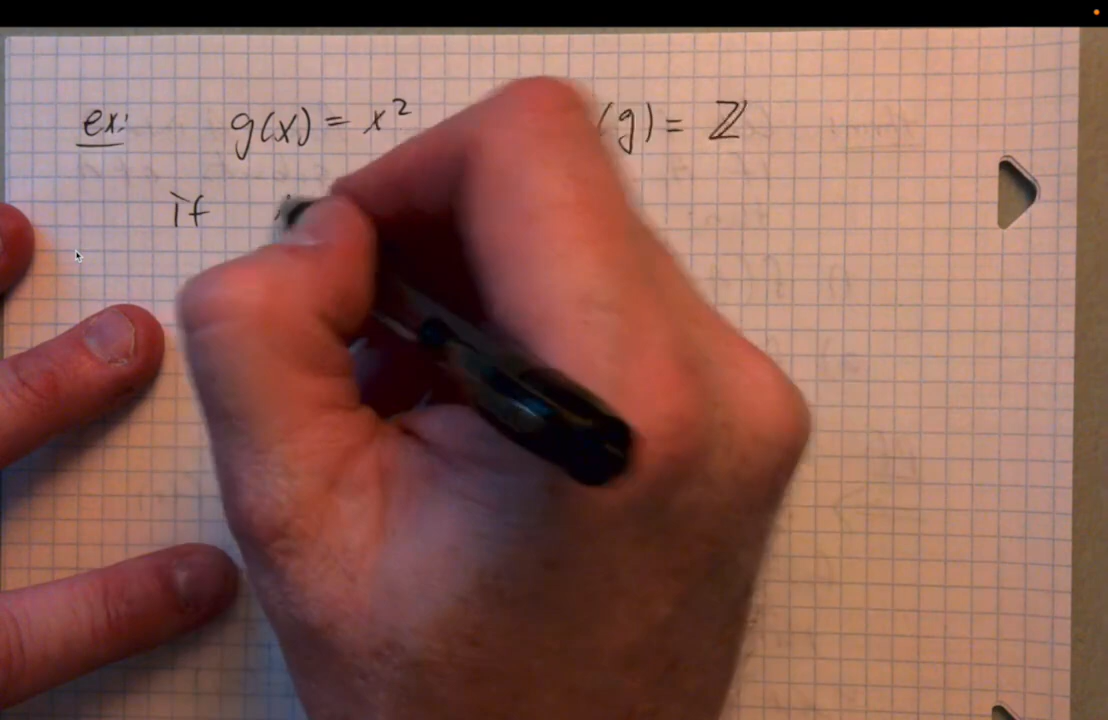 ex: g(x) = x² (g) = ℤ
if